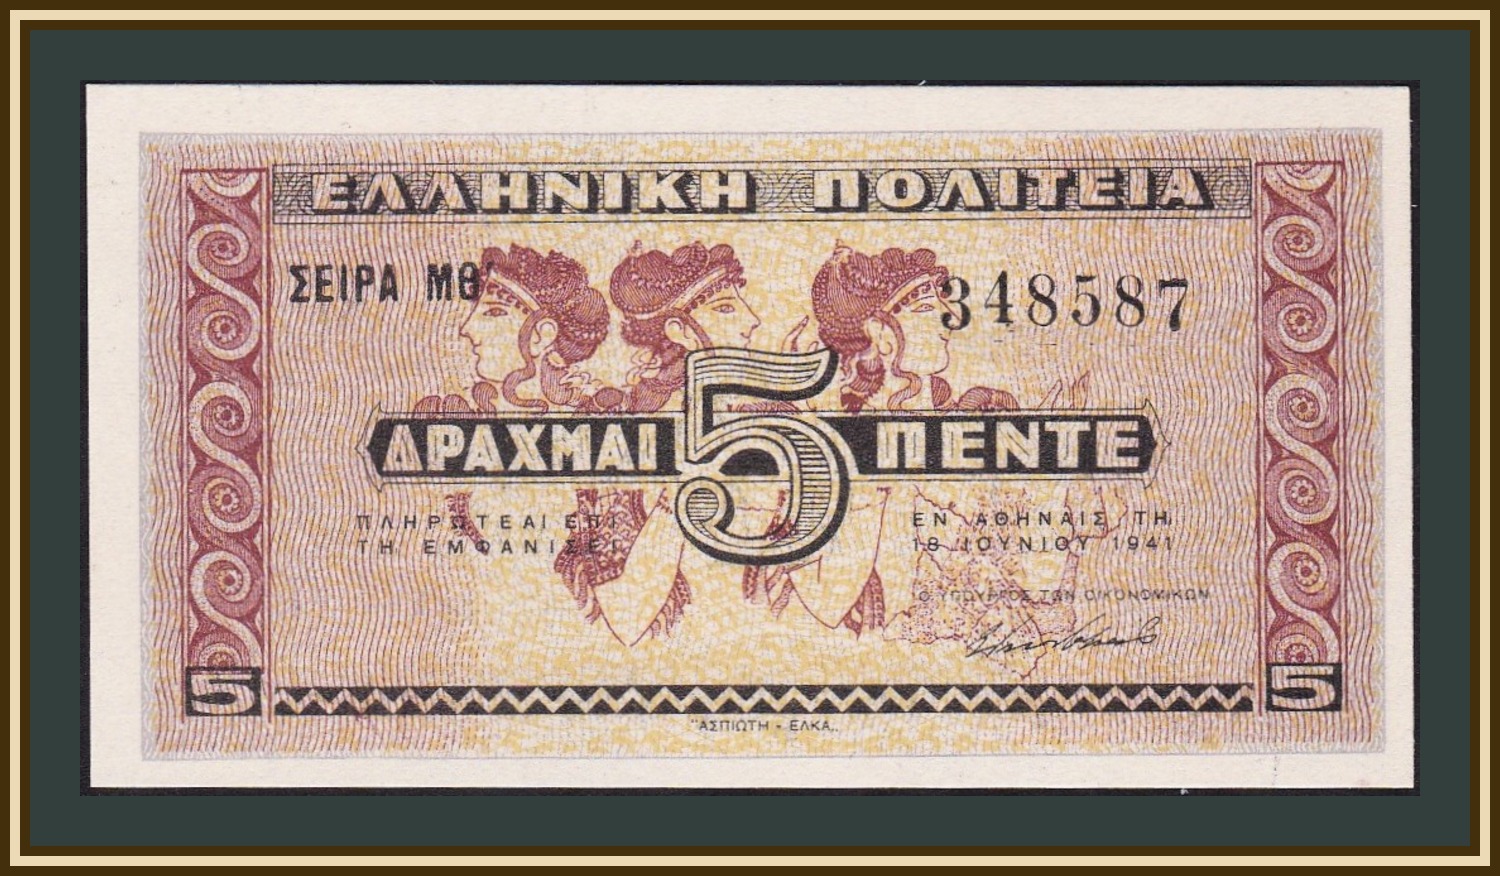 ΕΛΛΗΝΙΚΗ ΠΟΛΙΤΕΙΑ
ΣΕΙΡΑ ΜΘ' 348587
ΔΡΑΧΜΑΙ 5 ΠΕΝΤΕ
ΠΛΗΡΩΤΕΑΙ ΕΠΙ
ΤΗ ΕΜΦΑΝΙΣΕΙ
ΕΝ ΑΘΗΝΑΙΣ ΤΗ
18 ΙΟΥΝΙΟΥ 1941
Ο ΥΠΟΥΡΓΟΣ ΤΩΝ ΟΙΚΟΝΟΜΙΚΩΝ
5 5
"ΑΣΠΙΩΤΗ - ΕΛΚΑ„